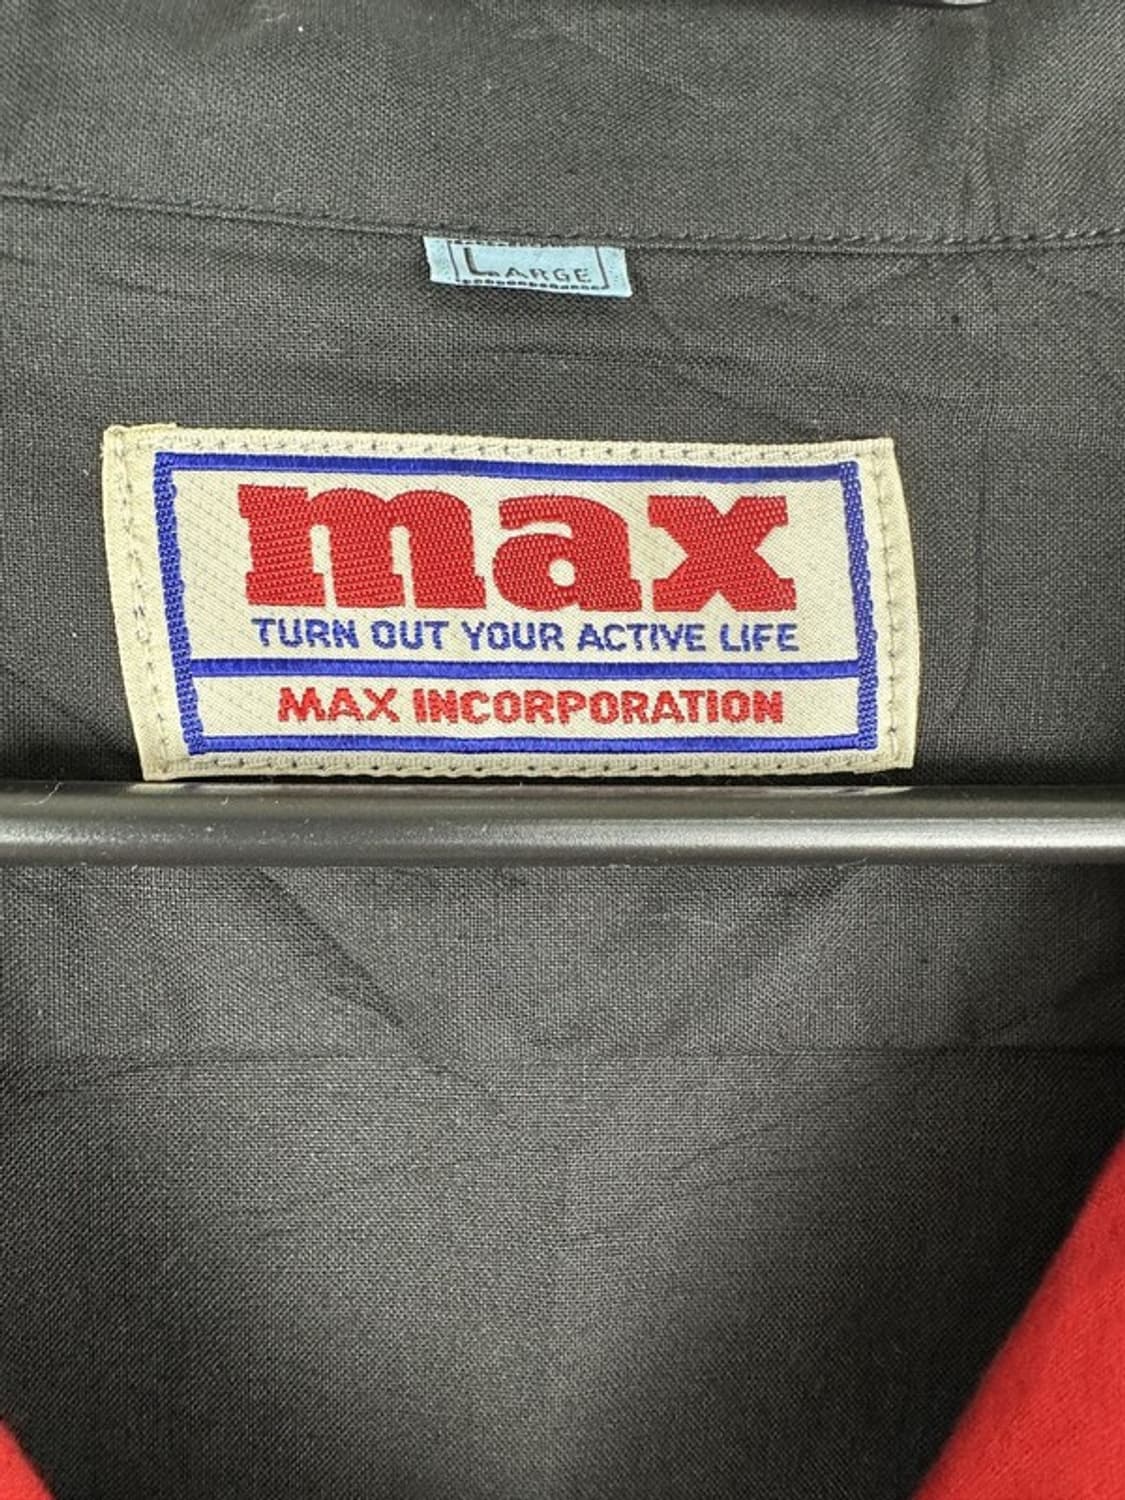 LARGE
max
TURN OUT YOUR ACTIVE LIFE
MAX INCORPORATION